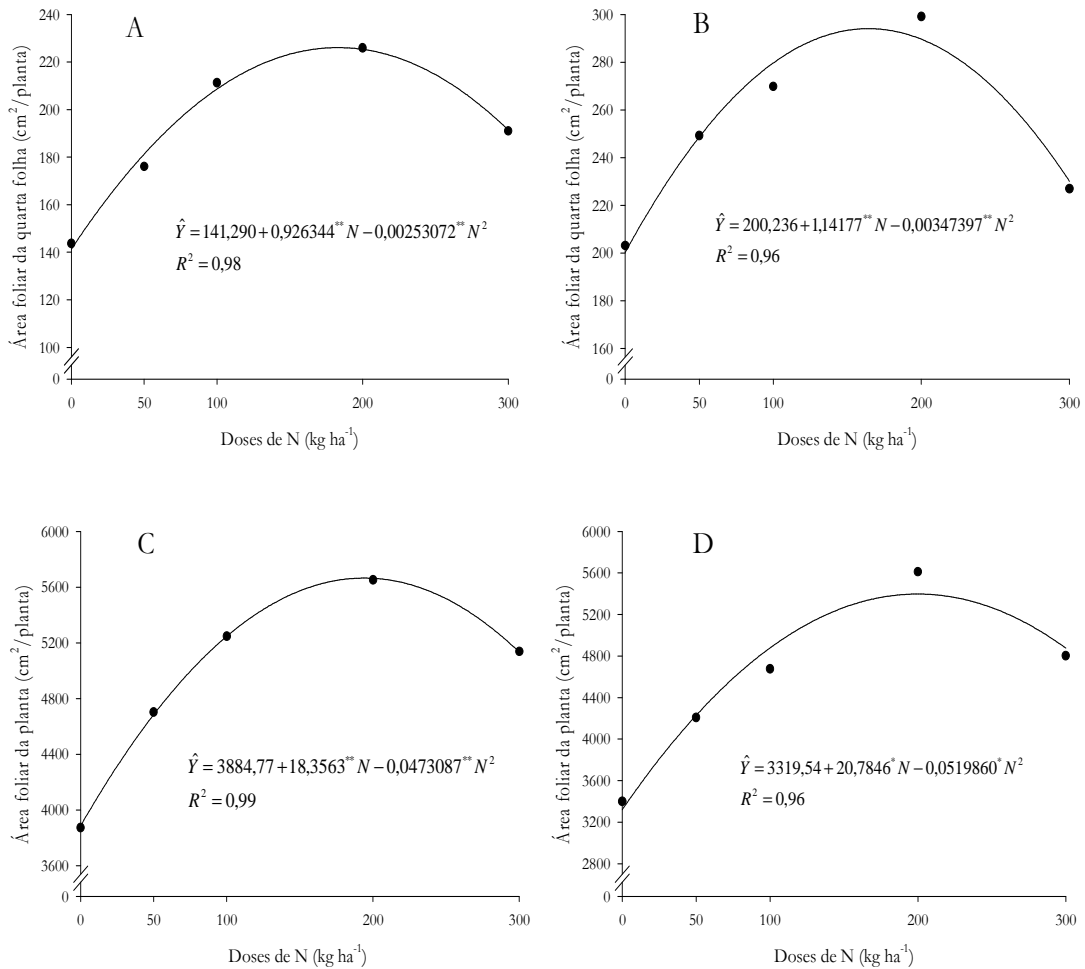 A
Área foliar da quarta folha (cm²/planta)
240
220
200
180
160
140
120
100
0
Ŷ = 141,290 + 0,926344** N − 0,00253072** N²
R² = 0,98
0 50 100 200 300
Doses de N (kg ha⁻¹)
B
Área foliar da quarta folha (cm²/planta)
300
280
260
240
220
200
180
160
0
Ŷ = 200,236 + 1,14177** N − 0,00347397** N²
R² = 0,96
0 50 100 200 300
Doses de N (kg ha⁻¹)
C
Área foliar da planta (cm²/planta)
6000
5600
5200
4800
4400
4000
3600
0
Ŷ = 3884,77 + 18,3563** N − 0,0473087** N²
R² = 0,99
0 50 100 200 300
Doses de N (kg ha⁻¹)
D
Área foliar da planta (cm²/planta)
6000
5600
5200
4800
4400
4000
3600
3200
2800
0
Ŷ = 3319,54 + 20,7846* N − 0,0519860* N²
R² = 0,96
0 50 100 200 300
Doses de N (kg ha⁻¹)